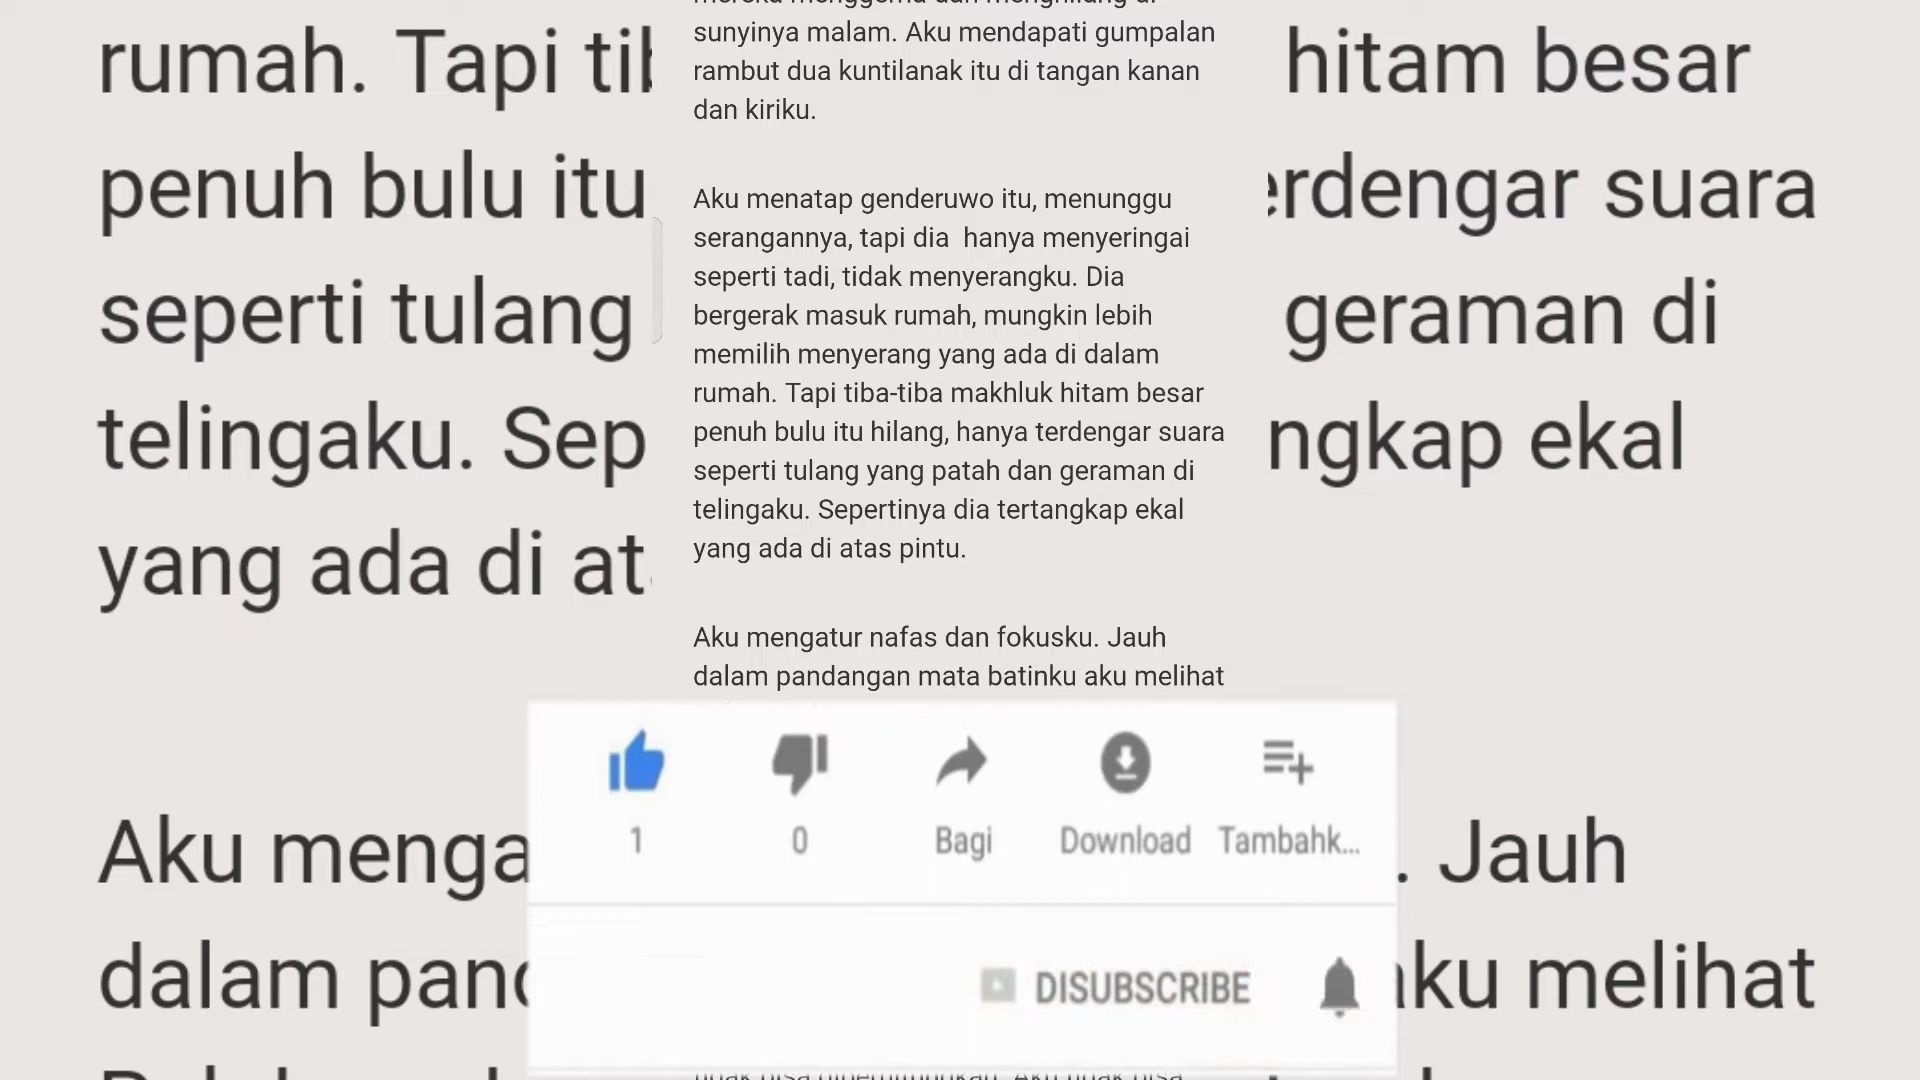 sunyinya malam. Aku mendapati gumpalan
rambut dua kuntilanak itu di tangan kanan
dan kiriku.
Aku menatap genderuwo itu, menunggu
serangannya, tapi dia  hanya menyeringai
seperti tadi, tidak menyerangku. Dia
bergerak masuk rumah, mungkin lebih
memilih menyerang yang ada di dalam
rumah. Tapi tiba-tiba makhluk hitam besar
penuh bulu itu hilang, hanya terdengar suara
seperti tulang yang patah dan geraman di
telingaku. Sepertinya dia tertangkap ekal
yang ada di atas pintu.
Aku mengatur nafas dan fokusku. Jauh
dalam pandangan mata batinku aku melihat
rumah. Tapi
hitam besar
penuh bulu itu
erdengar suara
seperti tulang
geraman di
telingaku. Sep
ngkap ekal
yang ada di at
Aku menga
. Jauh
dalam pand
aku melihat
1
0
Bagi
Download
Tambahk...
DISUBSCRIBE